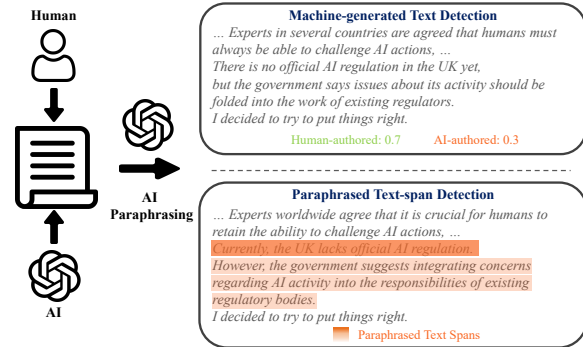 Human
AI
AI
Paraphrasing
Machine-generated Text Detection
... Experts in several countries are agreed that humans must
always be able to challenge AI actions, ...
There is no official AI regulation in the UK yet,
but the government says issues about its activity should be
folded into the work of existing regulators.
I decided to try to put things right.
Human-authored: 0.7 AI-authored: 0.3
Paraphrased Text-span Detection
... Experts worldwide agree that it is crucial for humans to
retain the ability to challenge AI actions, ...
Currently, the UK lacks official AI regulation.
However, the government suggests integrating concerns
regarding AI activity into the responsibilities of existing
regulatory bodies.
I decided to try to put things right.
Paraphrased Text Spans